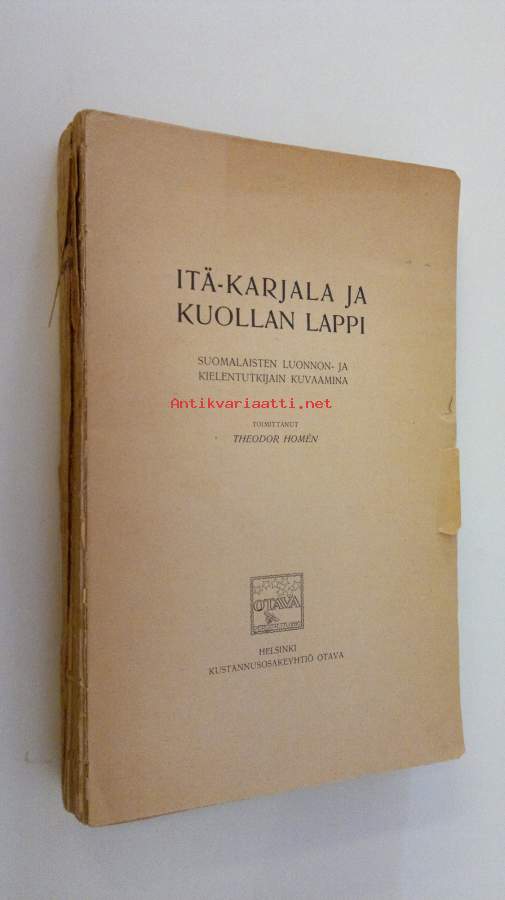 ITÄ-KARJALA JA
KUOLLAN LAPPI
SUOMALAISTEN LUONNON- JA
KIELENTUTKIJAIN KUVAAMINA
Antikvariaatti.net
TOIMITTANUT
THEODOR HOMÉN
OTAVA
HELSINKI
KUSTANNUSOSAKEYHTIÖ OTAVA